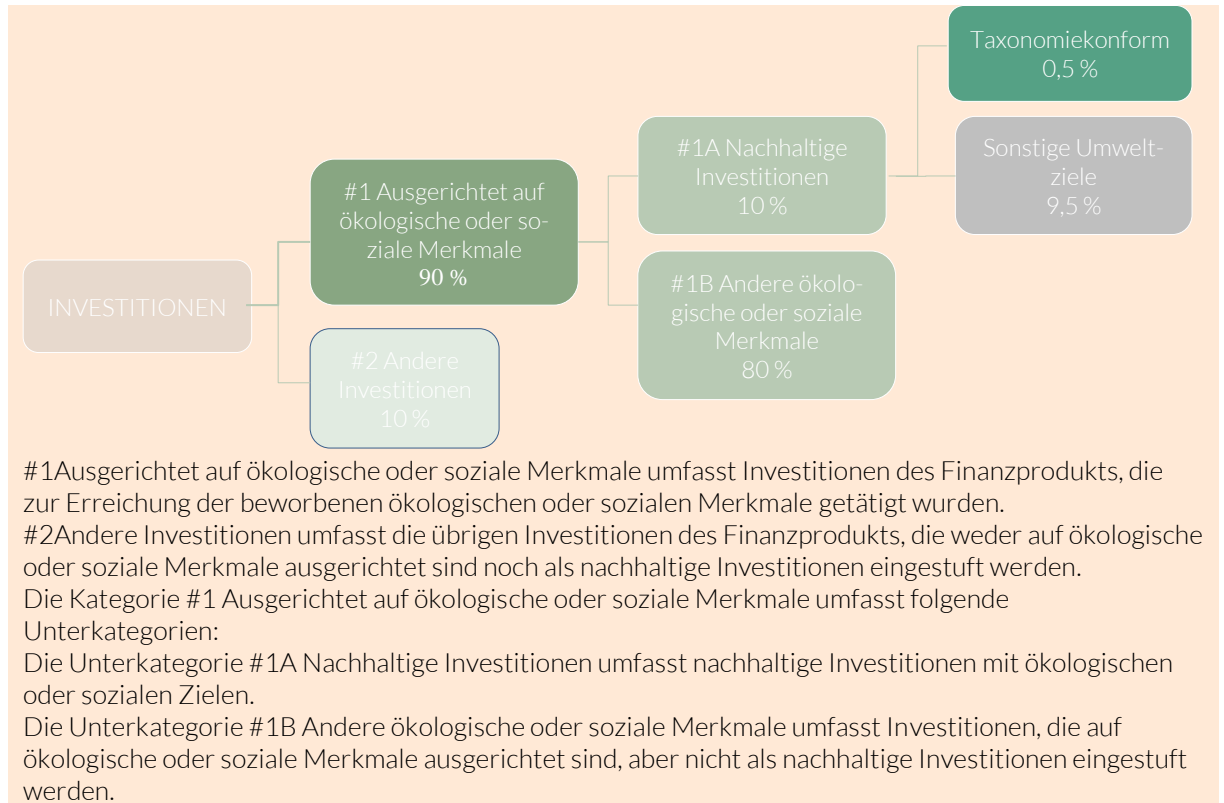 INVESTITIONEN
#1 Ausgerichtet auf
ökologische oder so-
ziale Merkmale
90 %
#2 Andere
Investitionen
10 %
#1A Nachhaltige
Investitionen
10 %
#1B Andere ökolo-
gische oder soziale
Merkmale
80 %
Taxonomiekonform
0,5 %
Sonstige Umwelt-
ziele
9,5 %
#1Ausgerichtet auf ökologische oder soziale Merkmale umfasst Investitionen des Finanzprodukts, die
zur Erreichung der beworbenen ökologischen oder sozialen Merkmale getätigt wurden.
#2Andere Investitionen umfasst die übrigen Investitionen des Finanzprodukts, die weder auf ökologische
oder soziale Merkmale ausgerichtet sind noch als nachhaltige Investitionen eingestuft werden.
Die Kategorie #1 Ausgerichtet auf ökologische oder soziale Merkmale umfasst folgende
Unterkategorien:
Die Unterkategorie #1A Nachhaltige Investitionen umfasst nachhaltige Investitionen mit ökologischen
oder sozialen Zielen.
Die Unterkategorie #1B Andere ökologische oder soziale Merkmale umfasst Investitionen, die auf
ökologische oder soziale Merkmale ausgerichtet sind, aber nicht als nachhaltige Investitionen eingestuft
werden.